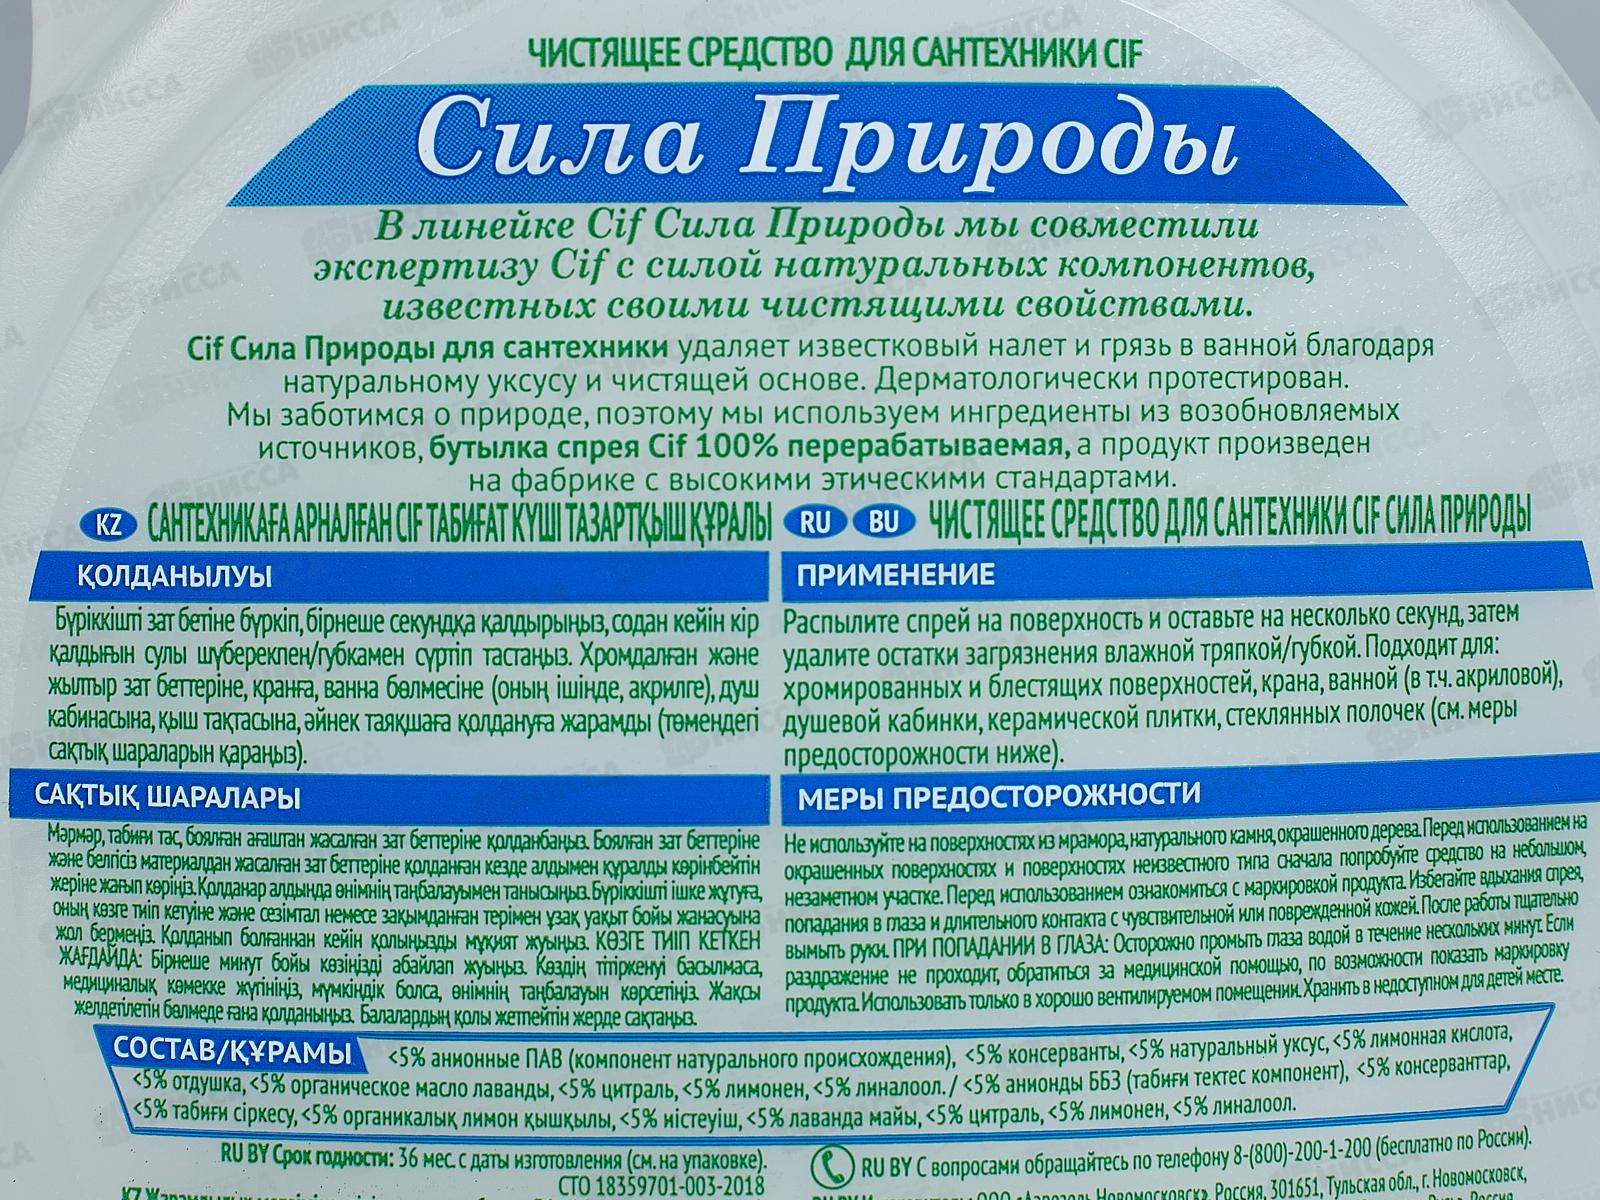 ЧИСТЯЩЕЕ СРЕДСТВО ДЛЯ САНТЕХНИКИ CIF
Сила Природы
В линейке Cif Сила Природы мы совместили
экспертизу Cif с силой натуральных компонентов,
известных своими чистящими свойствами.
Cif Сила Природы для сантехники удаляет известковый налет и грязь в ванной благодаря
натуральному уксусу и чистящей основе. Дерматологически протестирован.
Мы заботимся о природе, поэтому мы используем ингредиенты из возобновляемых
источников, бутылка спрея Cif 100% перерабатываемая, а продукт произведен
на фабрике с высокими этическими стандартами.
KZ САНТЕХНИКАҒА АРНАЛҒАН CIF ТАБИҒАТ КҮШІ ТАЗАРТҚЫШ ҚҰРАЛЫ
ҚОЛДАНЫЛУЫ
Бүріккішті зат бетіне бүркіп, бірнеше секундқа қалдырыңыз, содан кейін кір
қалдығын сулы шүберекпен/губкамен сүртіп тастаңыз. Хромдалған және
жылтыр зат беттеріне, кранға, ванна бөлмесіне (оның ішінде, акрилге), душ
кабинасына, қыш тақтасына, әйнек таяқшаға қолдануға жарамды (төмендегі
сақтық шараларын қараңыз).
САҚТЫҚ ШАРАЛАРЫ
Мәрмәр, табиғи тас, боялған ағаштан жасалған зат беттеріне қолданбаңыз. Боялған зат беттеріне
және белгісіз материалдан жасалған зат беттеріне қолданған кезде алдымен құралды көрінбейтін
жеріне жағып көріңіз. Қолданар алдында өнімнің таңбалауымен танысыңыз. Бүріккішті ішке жұтуға,
оның көзге тиіп кетуіне және сезімтал немесе зақымданған терімен ұзақ уақыт бойы жанасуына
жол бермеңіз. Қолданып болғаннан кейін қолыңызды мұқият жуыңыз. КӨЗГЕ ТИІП КЕТКЕН
ЖАҒДАЙДА: Бірнеше минут бойы көзіңізді абайлап жуыңыз. Көздің тітіркенуі басылмаса,
медициналық көмекке жүгініңіз, мүмкіндік болса, өнімнің таңбалауын көрсетіңіз. Жақсы
желдетілетін бөлмеде ғана қолданыңыз. Балалардың қолы жетпейтін жерде сақтаңыз.
RU BU ЧИСТЯЩЕЕ СРЕДСТВО ДЛЯ САНТЕХНИКИ CIF СИЛА ПРИРОДЫ
ПРИМЕНЕНИЕ
Распылите спрей на поверхность и оставьте на несколько секунд, затем
удалите остатки загрязнения влажной тряпкой/губкой. Подходит для:
хромированных и блестящих поверхностей, крана, ванной (в т.ч. акриловой),
душевой кабинки, керамической плитки, стеклянных полочек (см. меры
предосторожности ниже).
МЕРЫ ПРЕДОСТОРОЖНОСТИ
Не используйте на поверхностях из мрамора, натурального камня, окрашенного дерева. Перед использованием на
окрашенных поверхностях и поверхностях неизвестного типа сначала попробуйте средство на небольшом,
незаметном участке. Перед использованием ознакомиться с маркировкой продукта. Избегайте вдыхания спрея,
попадания в глаза и длительного контакта с чувствительной или поврежденной кожей. После работы тщательно
вымыть руки. ПРИ ПОПАДАНИИ В ГЛАЗА: Осторожно промыть глаза водой в течение нескольких минут. Если
раздражение не проходит, обратиться за медицинской помощью, по возможности показать маркировку
продукта. Использовать только в хорошо вентилируемом помещении. Хранить в недоступном для детей месте.
СОСТАВ/ҚҰРАМЫ <5% анионные ПАВ (компонент натурального происхождения), <5% консерванты, <5% натуральный уксус, <5% лимонная кислота,
<5% отдушка, <5% органическое масло лаванды, <5% цитраль, <5% лимонен, <5% линалоол. / <5% анионды ББЗ (табиғи тектес компонент), <5% консерванттар,
<5% табиғи сіркесу, <5% органикалық лимон қышқылы, <5% иістеуіш, <5% лаванда майы, <5% цитраль, <5% лимонен, <5% линалоол.
RU BY Срок годности: 36 мес. с даты изготовления (см. на упаковке).
СТО 18359701-003-2018
RU BY С вопросами обращайтесь по телефону 8-(800)-200-1-200 (бесплатно по России).
ООО «Аэрозоль Новомосковск», Россия, 301651, Тульская обл., г. Новомосковск,